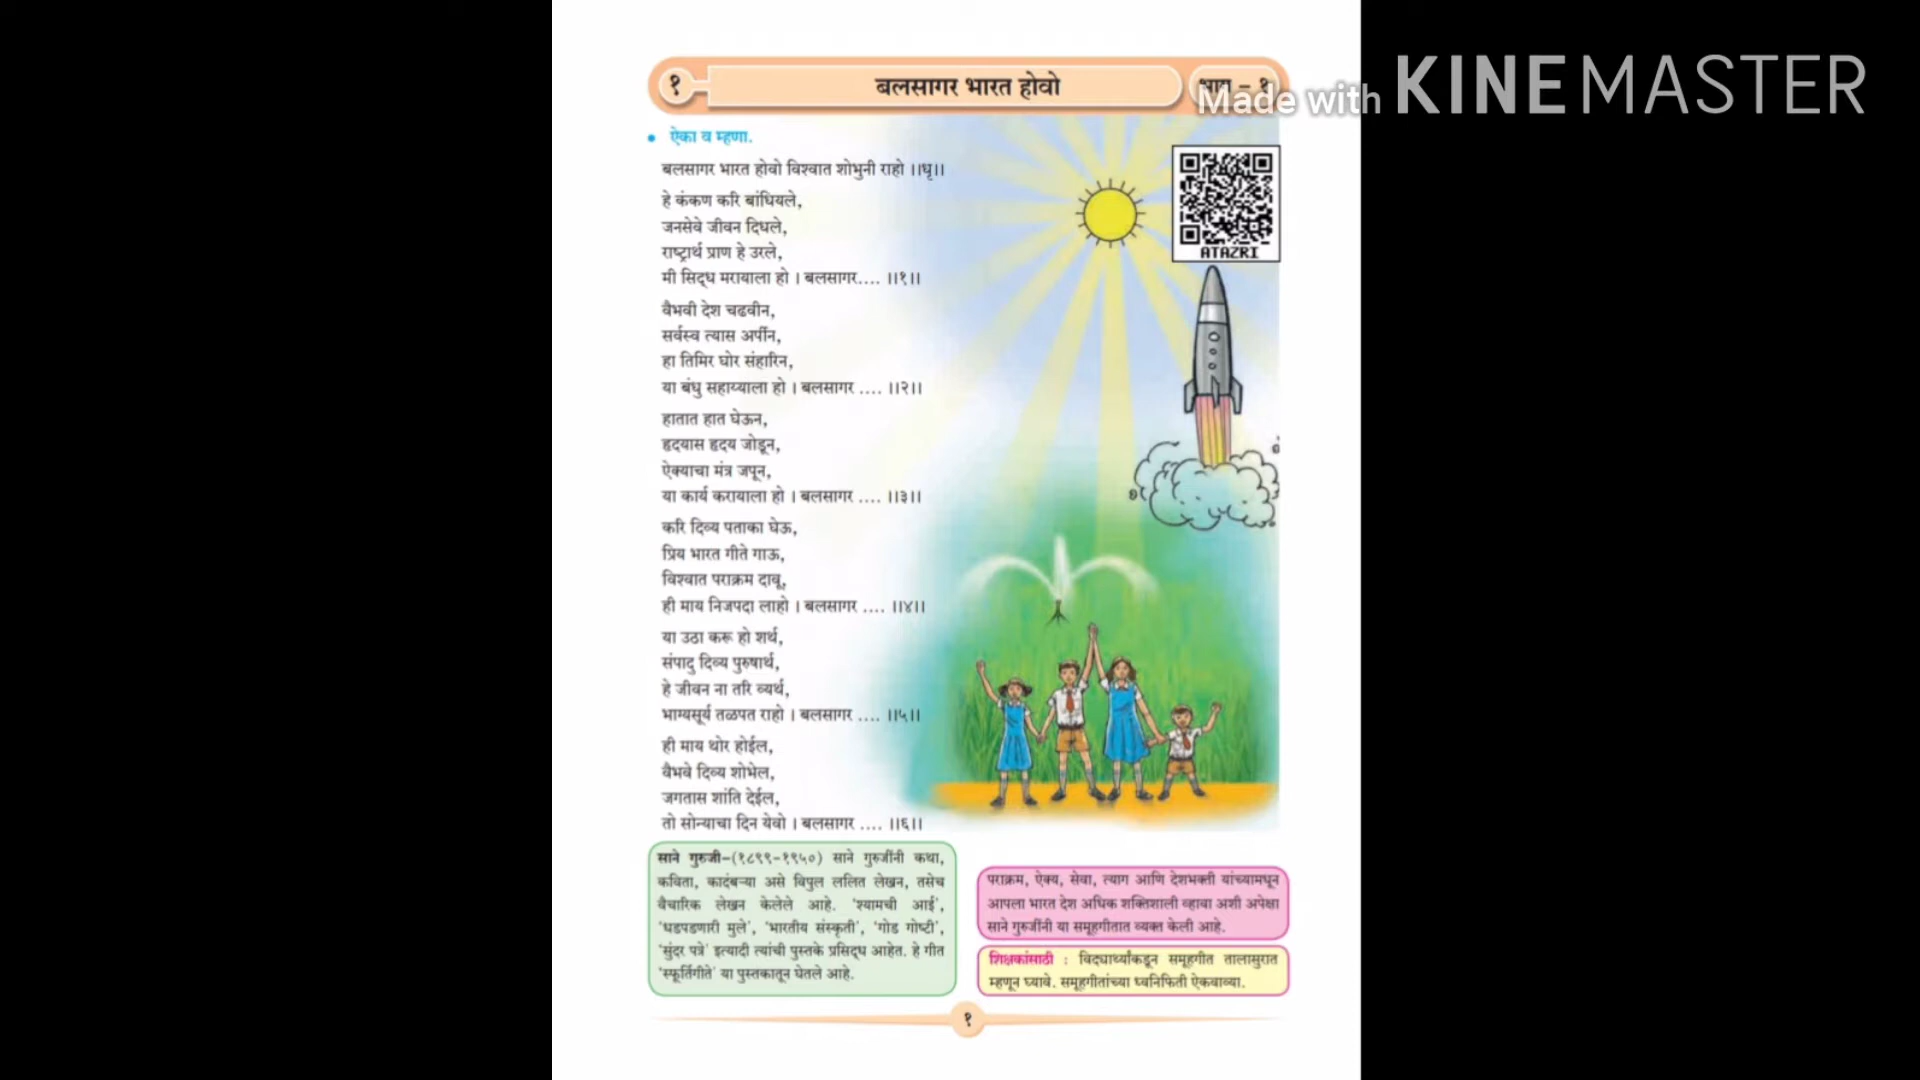 १
बलसागर भारत होवो
भाग - १
Made with KINEMASTER
• ऐका व म्हणा.
बलसागर भारत होवो विश्वात शोभुनी राहो ।।धृ।।
हे कंकण करि बांधियले,
जनसेवे जीवन दिधले,
राष्ट्रार्थ प्राण हे उरले,
मी सिद्ध मरायाला हो । बलसागर.... ।।१।।
वैभवी देश चढवीन,
सर्वस्व त्यास अर्पीन,
हा तिमिर घोर संहारिन,
या बंधु सहाय्याला हो । बलसागर .... ।।२।।
हातात हात घेऊन,
हृदयास हृदय जोडून,
ऐक्याचा मंत्र जपून,
या कार्य करायाला हो । बलसागर .... ।।३।।
करि दिव्य पताका घेऊ,
प्रिय भारत गीते गाऊ,
विश्वात पराक्रम दावू,
ही माय निजपदा लाहो । बलसागर .... ।।४।।
या उठा करू हो शर्थ,
संपादु दिव्य पुरुषार्थ,
हे जीवन ना तरि व्यर्थ,
भाग्यसूर्य तळपत राहो । बलसागर .... ।।५।।
ही माय थोर होईल,
वैभवे दिव्य शोभेल,
जगतास शांति देईल,
तो सोन्याचा दिन येवो । बलसागर .... ।।६।।
ATAZRI
साने गुरुजी-(१८९९-१९५०) साने गुरुजींनी कथा,
कविता, कादंबऱ्या असे विपुल ललित लेखन, तसेच
वैचारिक लेखन केलेले आहे. ‘श्यामची आई’,
‘धडपडणारी मुले’, ‘भारतीय संस्कृती’, ‘गोड गोष्टी’,
‘सुंदर पत्रे’ इत्यादी त्यांची पुस्तके प्रसिद्ध आहेत. हे गीत
‘स्फूर्तिगीते’ या पुस्तकातून घेतले आहे.
पराक्रम, ऐक्य, सेवा, त्याग आणि देशभक्ती यांच्यामधून
आपला भारत देश अधिक शक्तिशाली व्हावा अशी अपेक्षा
साने गुरुजींनी या समूहगीतात व्यक्त केली आहे.
शिक्षकांसाठी : विद्यार्थ्यांकडून समूहगीत तालासुरात
म्हणून घ्यावे. समूहगीतांच्या ध्वनिफिती ऐकवाव्या.
१